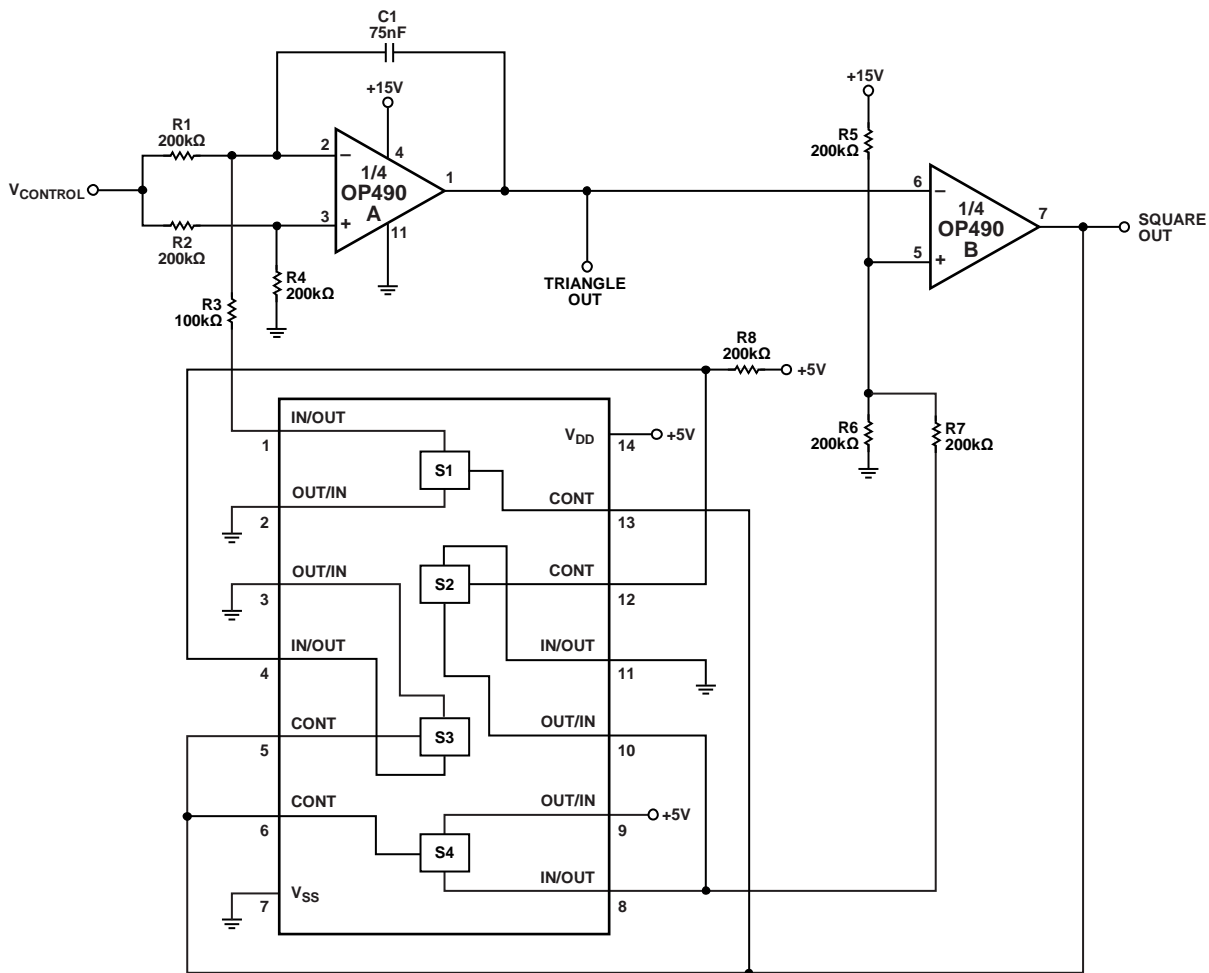 C1
75nF
+15V
+15V
R1
200kΩ
R5
200kΩ
2
−
4
1/4
OP490
A
1
6
−
1/4
OP490
B
7
SQUARE
OUT
VCONTROL
3
+
11
5
+
R2
200kΩ
R4
200kΩ
TRIANGLE
OUT
R3
100kΩ
R8
200kΩ
+5V
IN/OUT
1
VDD
14
+5V
R6
200kΩ
R7
200kΩ
S1
OUT/IN
2
CONT
13
OUT/IN
3
S2
CONT
12
IN/OUT
4
IN/OUT
11
CONT
5
S3
OUT/IN
10
CONT
6
OUT/IN
9
+5V
S4
IN/OUT
8
VSS
7